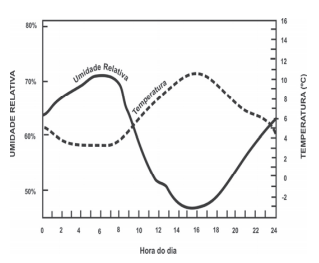 80%
70%
60%
50%
UMIDADE RELATIVA
Umidade Relativa
Temperatura
16
14
12
10
8
6
4
2
0
-2
TEMPERATURA (ºC)
0 2 4 6 8 10 12 14 16 18 20 22 24
Hora do dia